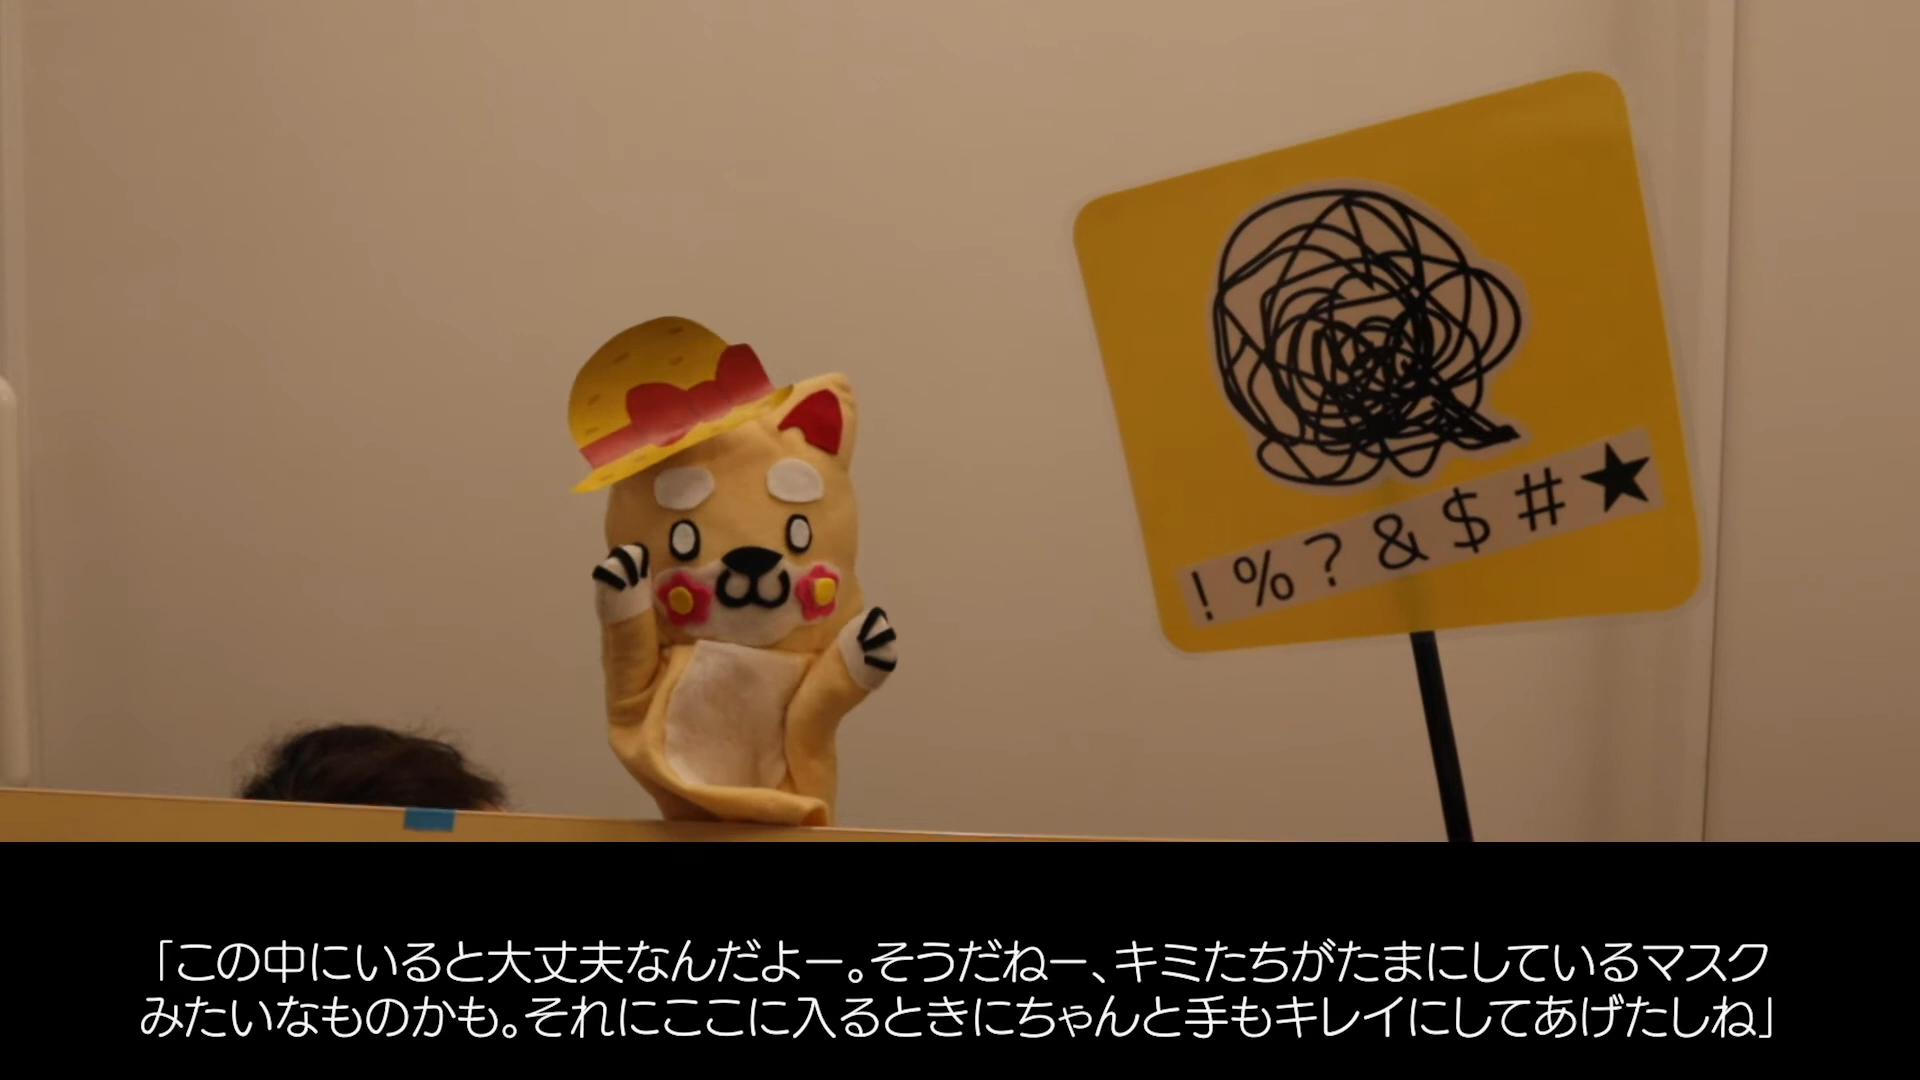 !%?&$#★
「この中にいると大丈夫なんだよー。そうだねー、キミたちがたまにしているマスク
みたいなものかも。それにここに入るときにちゃんと手もキレイにしてあげたしね」